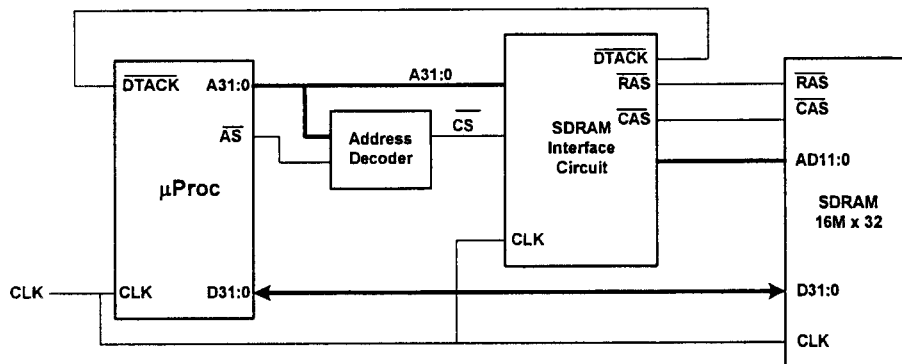 DTACK
A31:0
AS
μProc
CLK
CLK
D31:0
Address
Decoder
A31:0
CS
DTACK
RAS
CAS
SDRAM
Interface
Circuit
CLK
RAS
CAS
AD11:0
SDRAM
16M x 32
D31:0
CLK